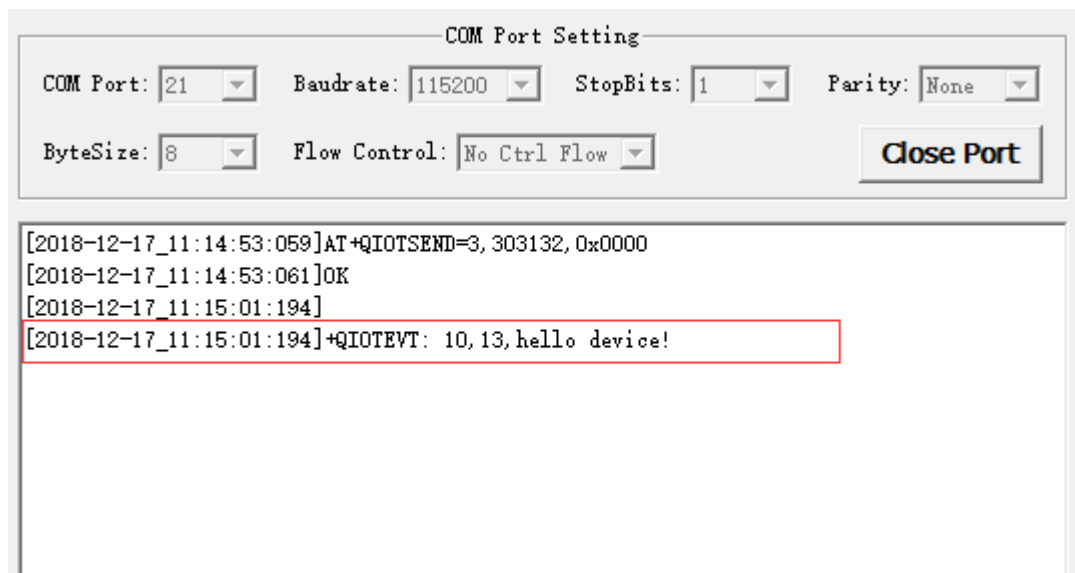 COM Port Setting
COM Port: 21 Baudrate: 115200 StopBits: 1 Parity: None
ByteSize: 8 Flow Control: No Ctrl Flow Close Port
[2018-12-17_11:14:53:059]AT+QIOTSEND=3,303132,0x0000
[2018-12-17_11:14:53:061]OK
[2018-12-17_11:15:01:194]
[2018-12-17_11:15:01:194]+QIOTEVT: 10,13,hello device!